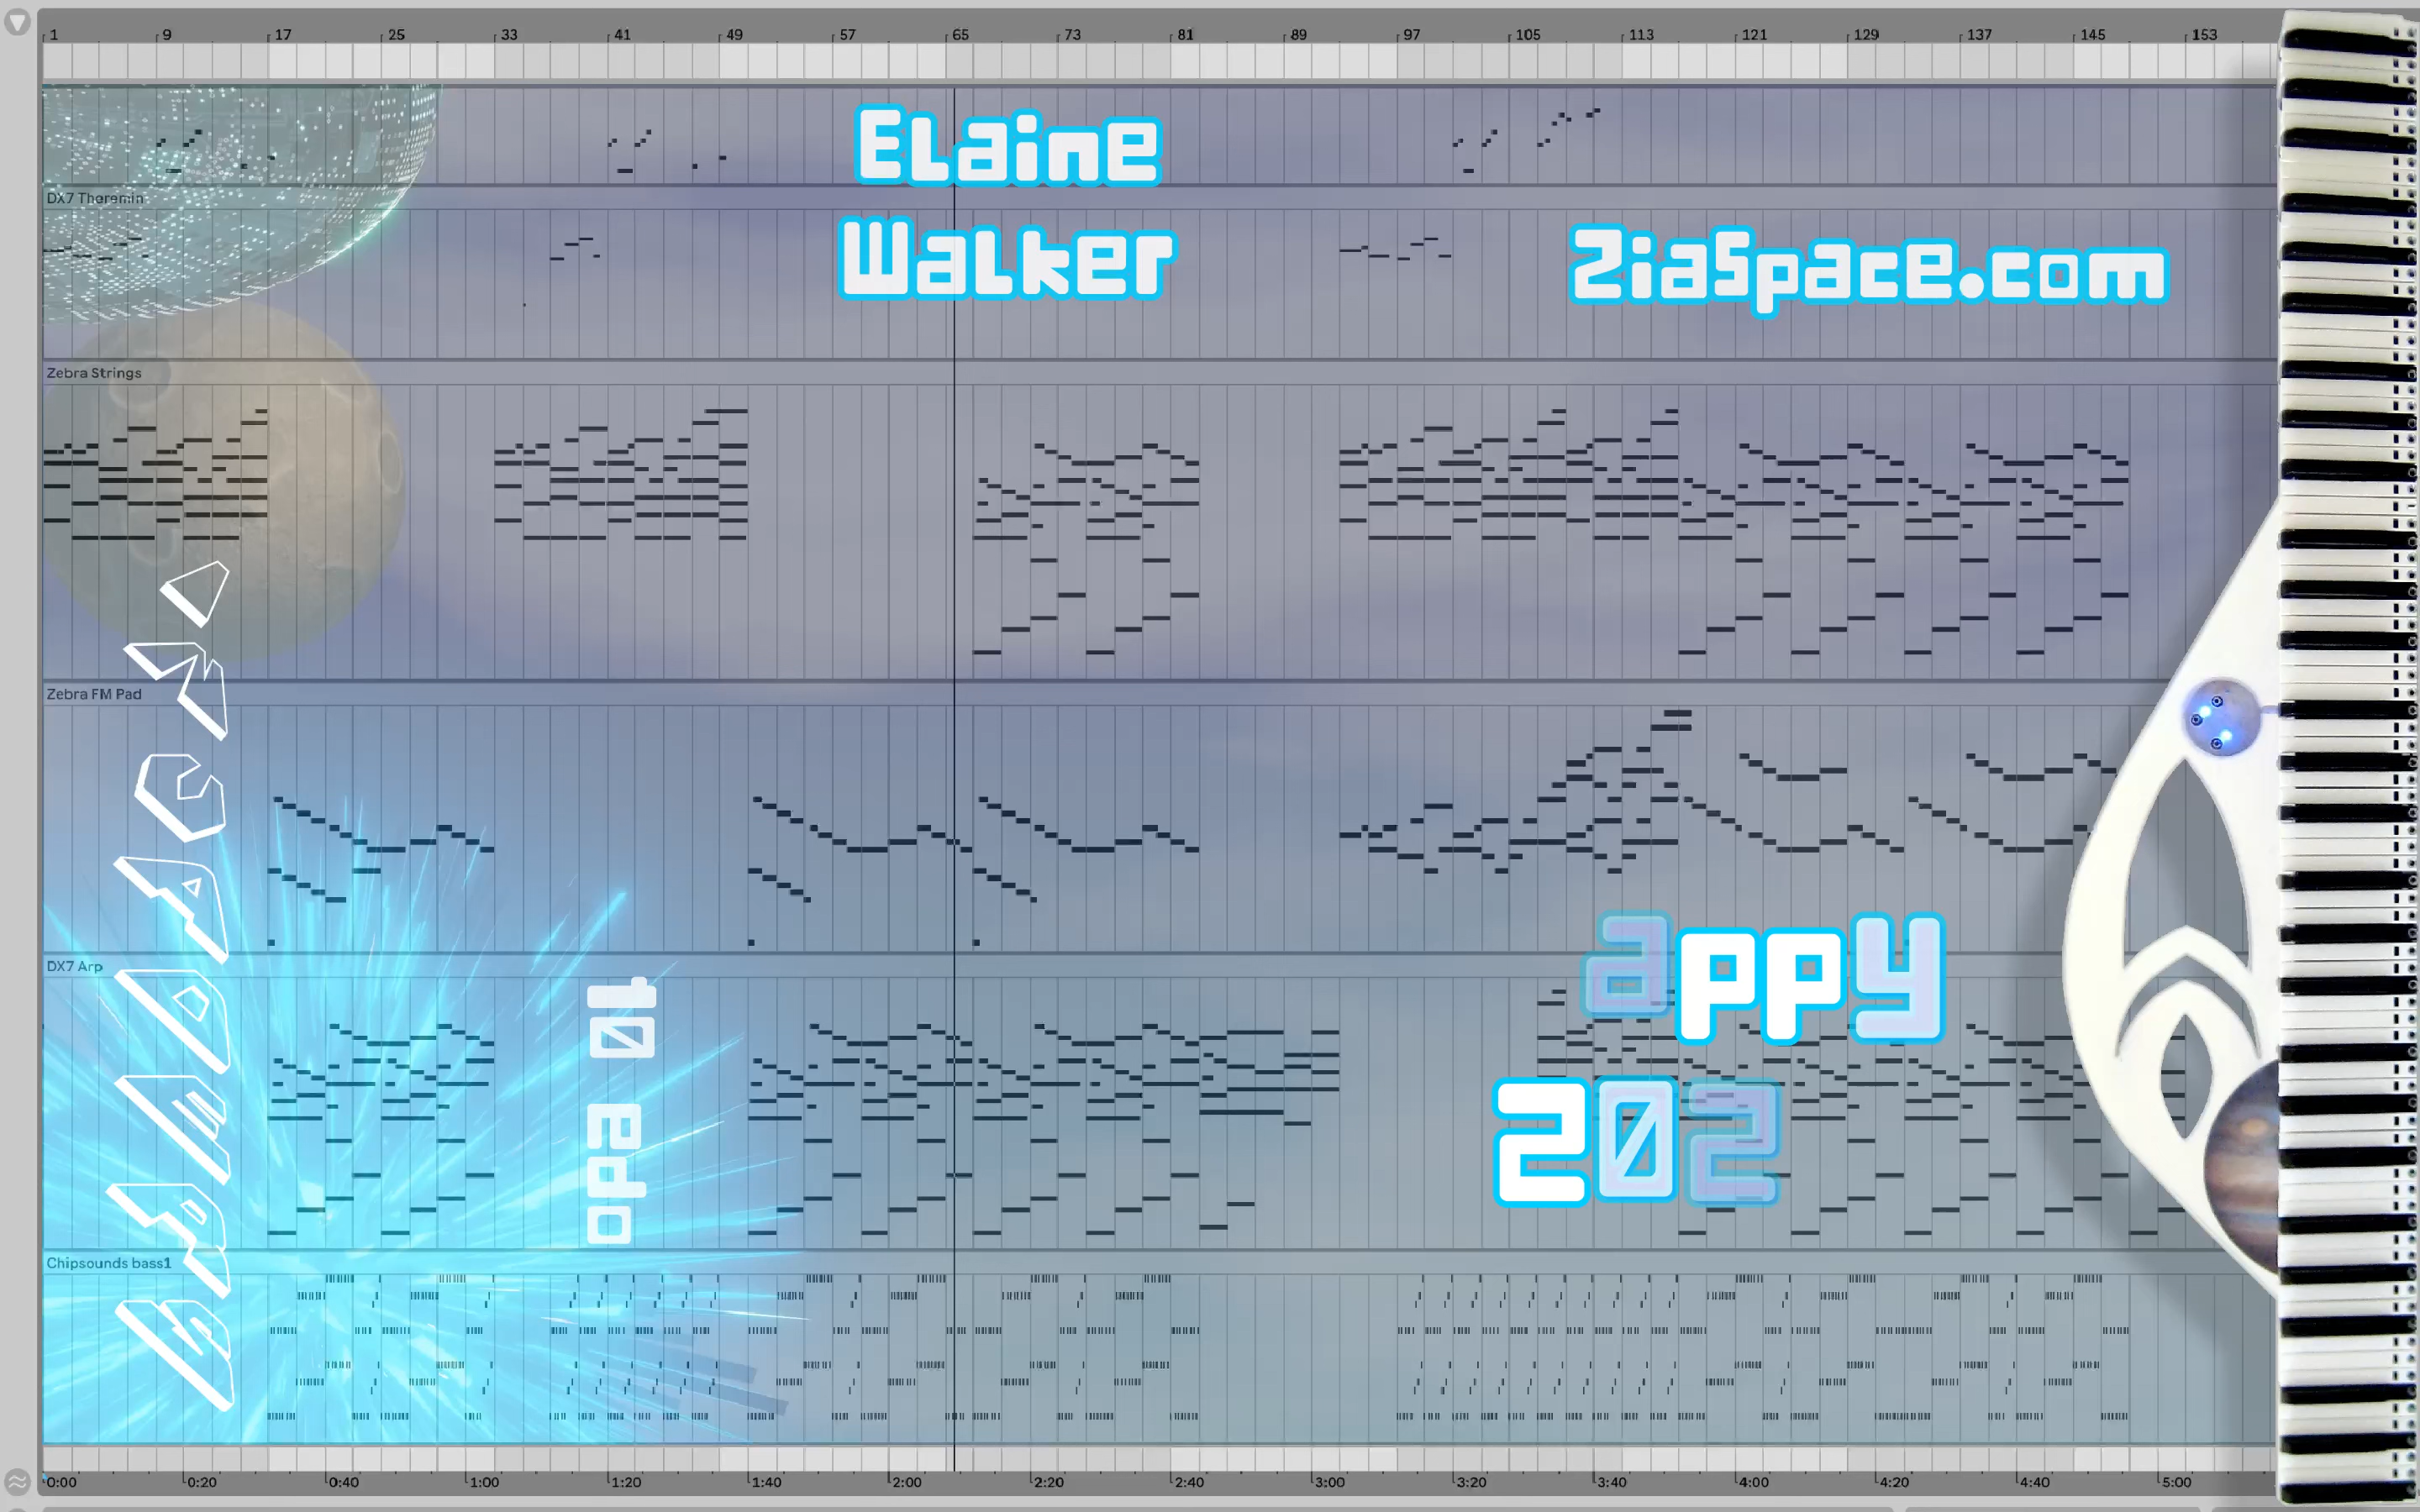 1 9 17 25 33 41 49 57 65 73 81 89 97 105 113 121 129 137 145 153
Elaine
DX7 Theremin
Walker
ZiaSpace.com
Zebra Strings
Zebra FM Pad
appy
DX7 Arp
opa 01
202
Chipsounds bass1
0:00 0:20 0:40 1:00 1:20 1:40 2:00 2:20 2:40 3:00 3:20 3:40 4:00 4:20 4:40 5:00